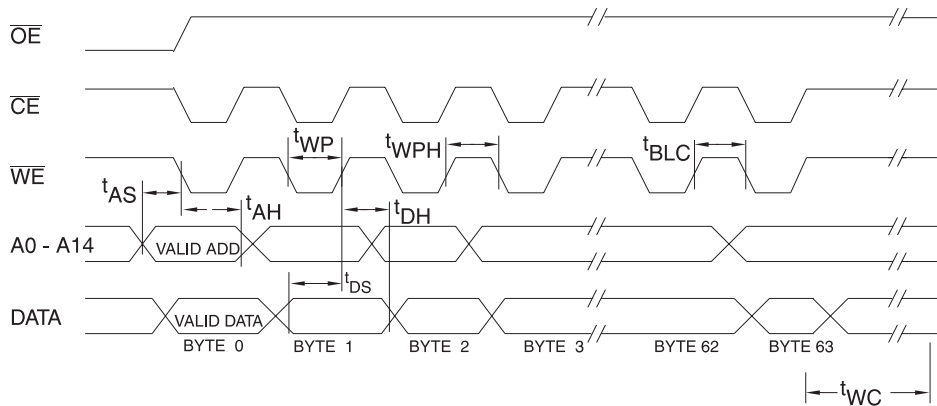 OE
CE
tWP
tWPH
tBLC
WE
tAS
tAH
tDH
A0 - A14
VALID ADD
tDS
DATA
VALID DATA
BYTE 0
BYTE 1
BYTE 2
BYTE 3
BYTE 62
BYTE 63
tWC